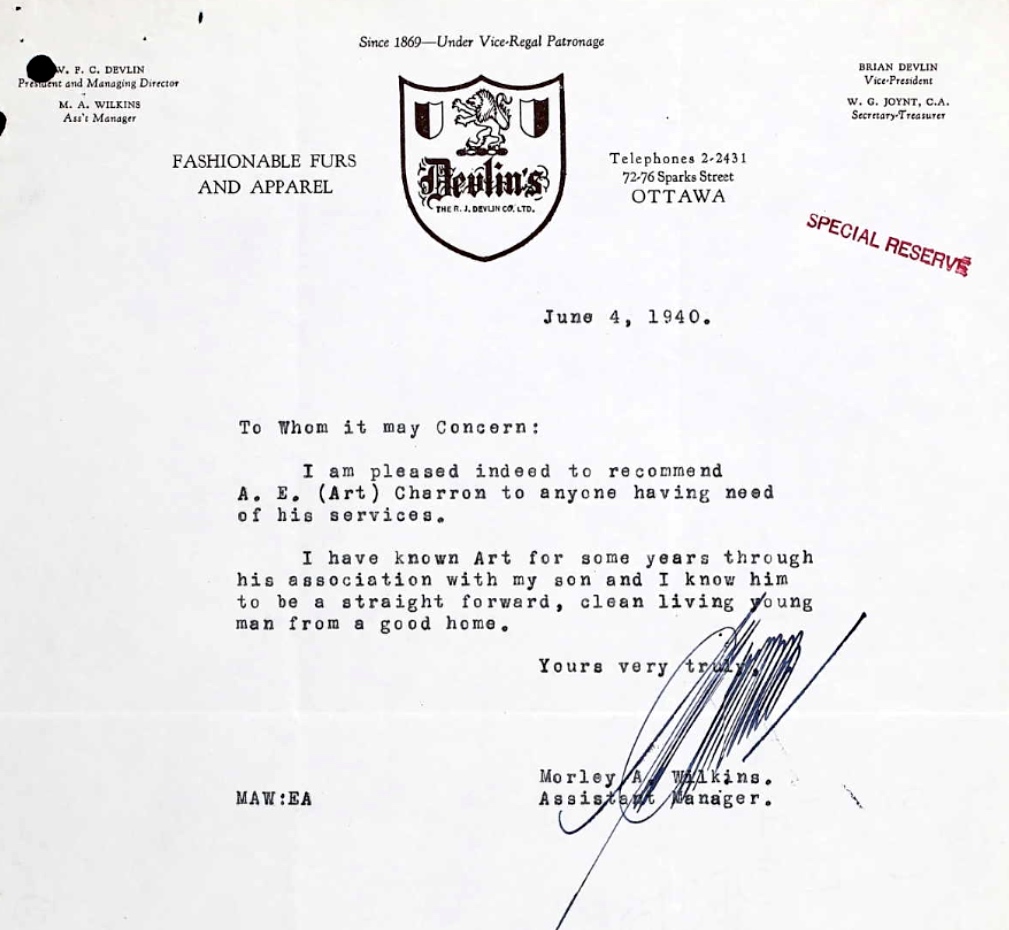 Since 1869—Under Vice-Regal Patronage
W. F. C. DEVLIN
President and Managing Director
M. A. WILKINS
Ass't Manager
BRIAN DEVLIN
Vice-President
W. G. JOYNT, C.A.
Secretary-Treasurer
FASHIONABLE FURS
AND APPAREL
Devlin's
THE R. J. DEVLIN CO. LTD.
Telephones 2-2431
72-76 Sparks Street
OTTAWA
SPECIAL RESERVE
June 4, 1940.
To Whom it may Concern:
I am pleased indeed to recommend
A. E. (Art) Charron to anyone having need
of his services.
I have known Art for some years through
his association with my son and I know him
to be a straight forward, clean living young
man from a good home.
Yours very truly,
Morley A. Wilkins.
Assistant Manager.
MAW:EA